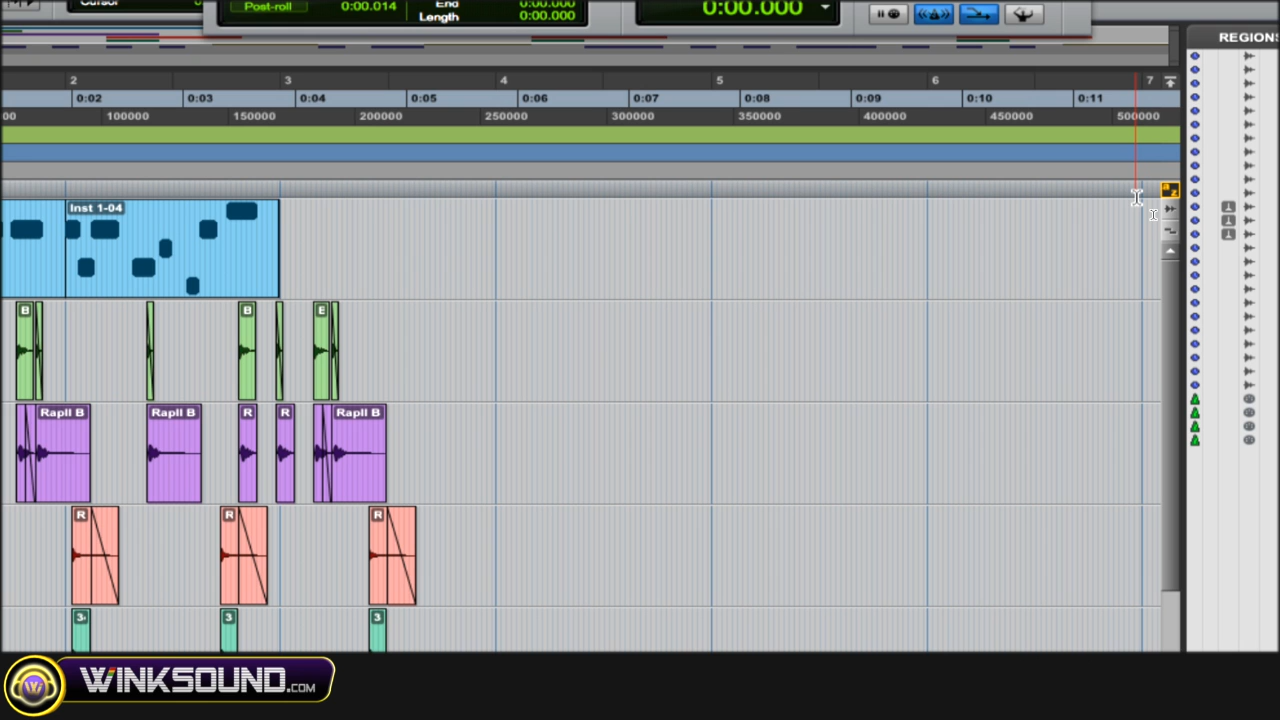 Cursor
Post-roll 0:00.014 End 0:00.000 0:00.000
Length 0:00.000
REGIONS
2 3 4 5 6 7
0:02 0:03 0:04 0:05 0:06 0:07 0:08 0:09 0:10 0:11
00 100000 150000 200000 250000 300000 350000 400000 450000 500000
a z
Inst 1-04
B B E
Rapll B Rapll B R R Rapll B
R R R
3 3 3
WINKSOUND.COM